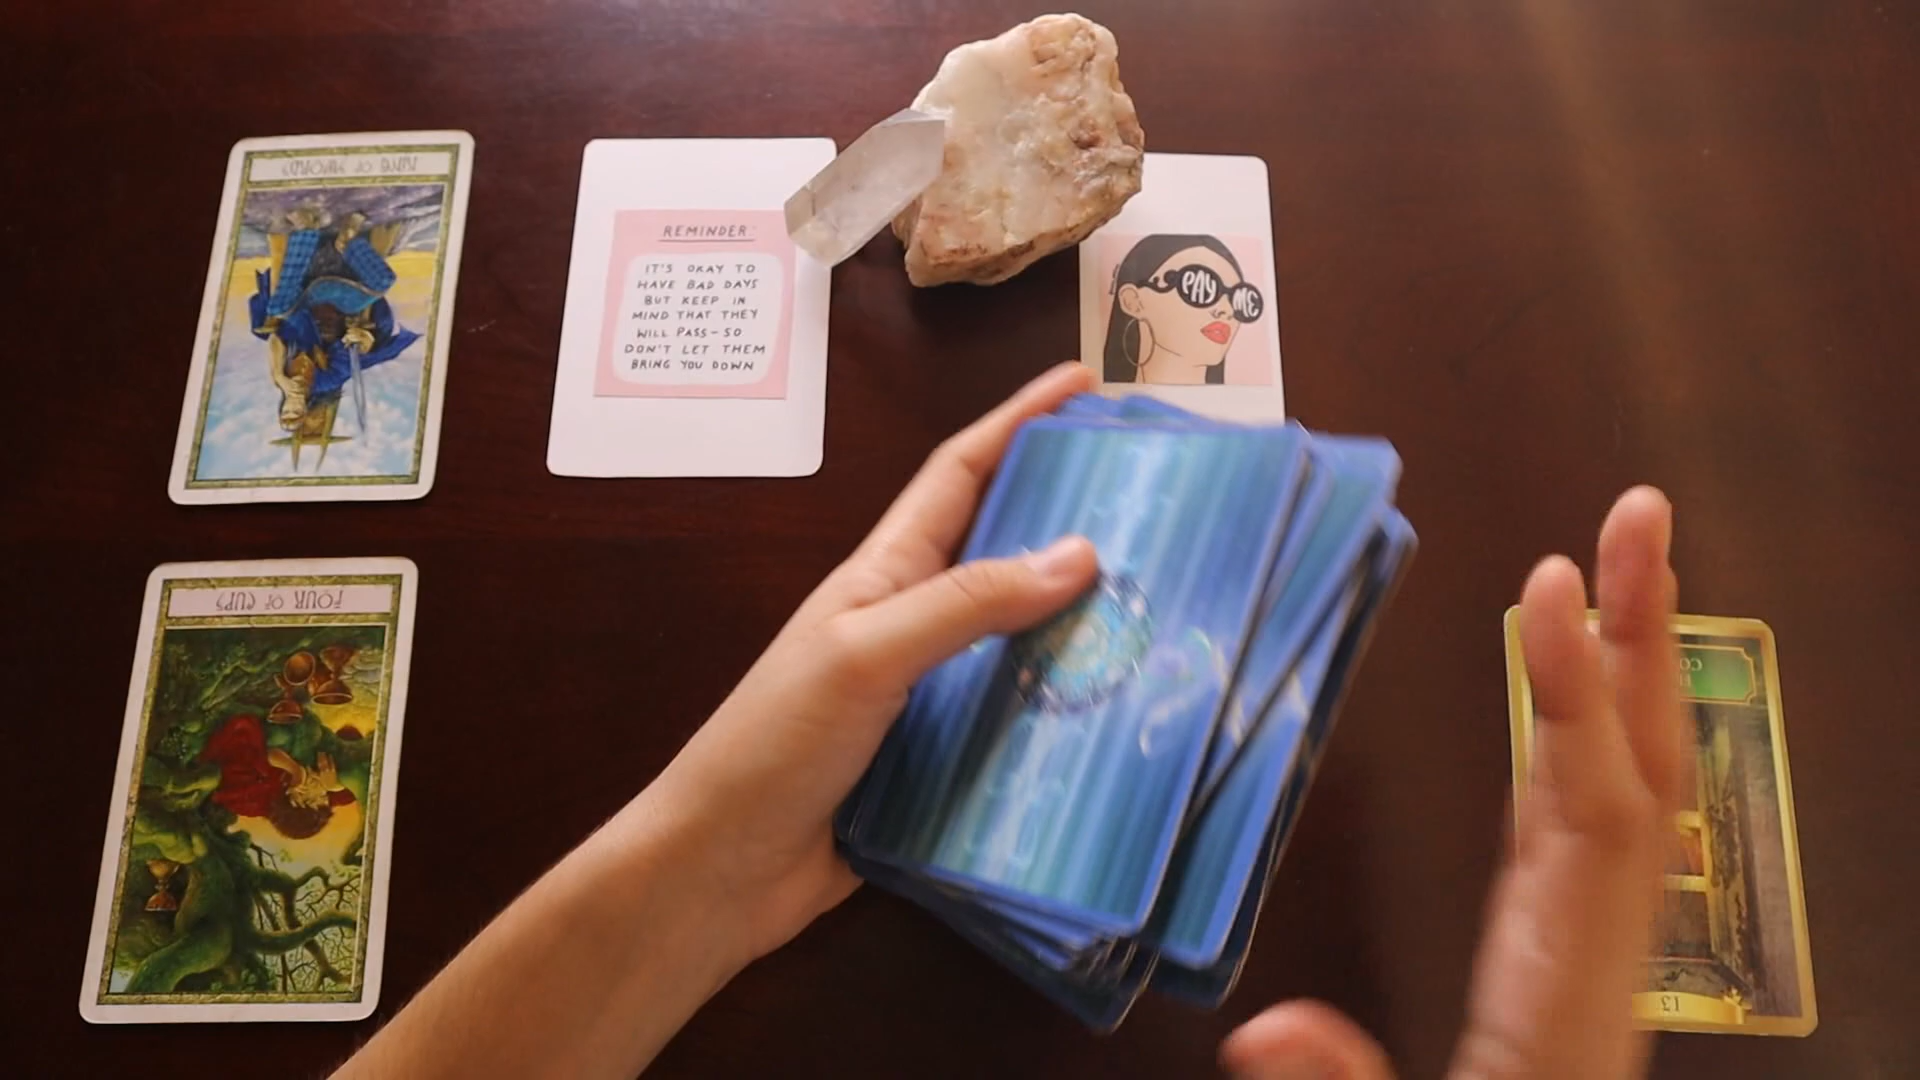 KING OF SWORDS
REMINDER:
IT'S OKAY TO
HAVE BAD DAYS
BUT KEEP IN
MIND THAT THEY
WILL PASS - SO
DON'T LET THEM
BRING YOU DOWN
PAY ME
FOUR OF CUPS
13